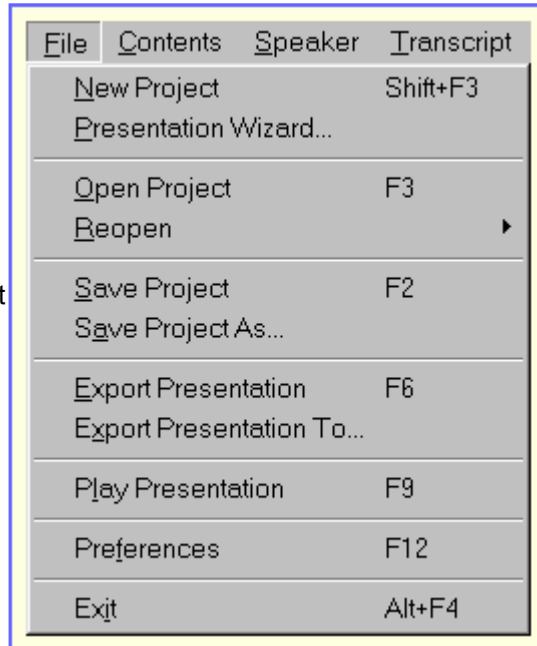 File Contents Speaker Transcript
New Project Shift+F3
Presentation Wizard...
Open Project F3
Reopen
t
Save Project F2
Save Project As...
Export Presentation F6
Export Presentation To...
Play Presentation F9
Preferences F12
Exit Alt+F4